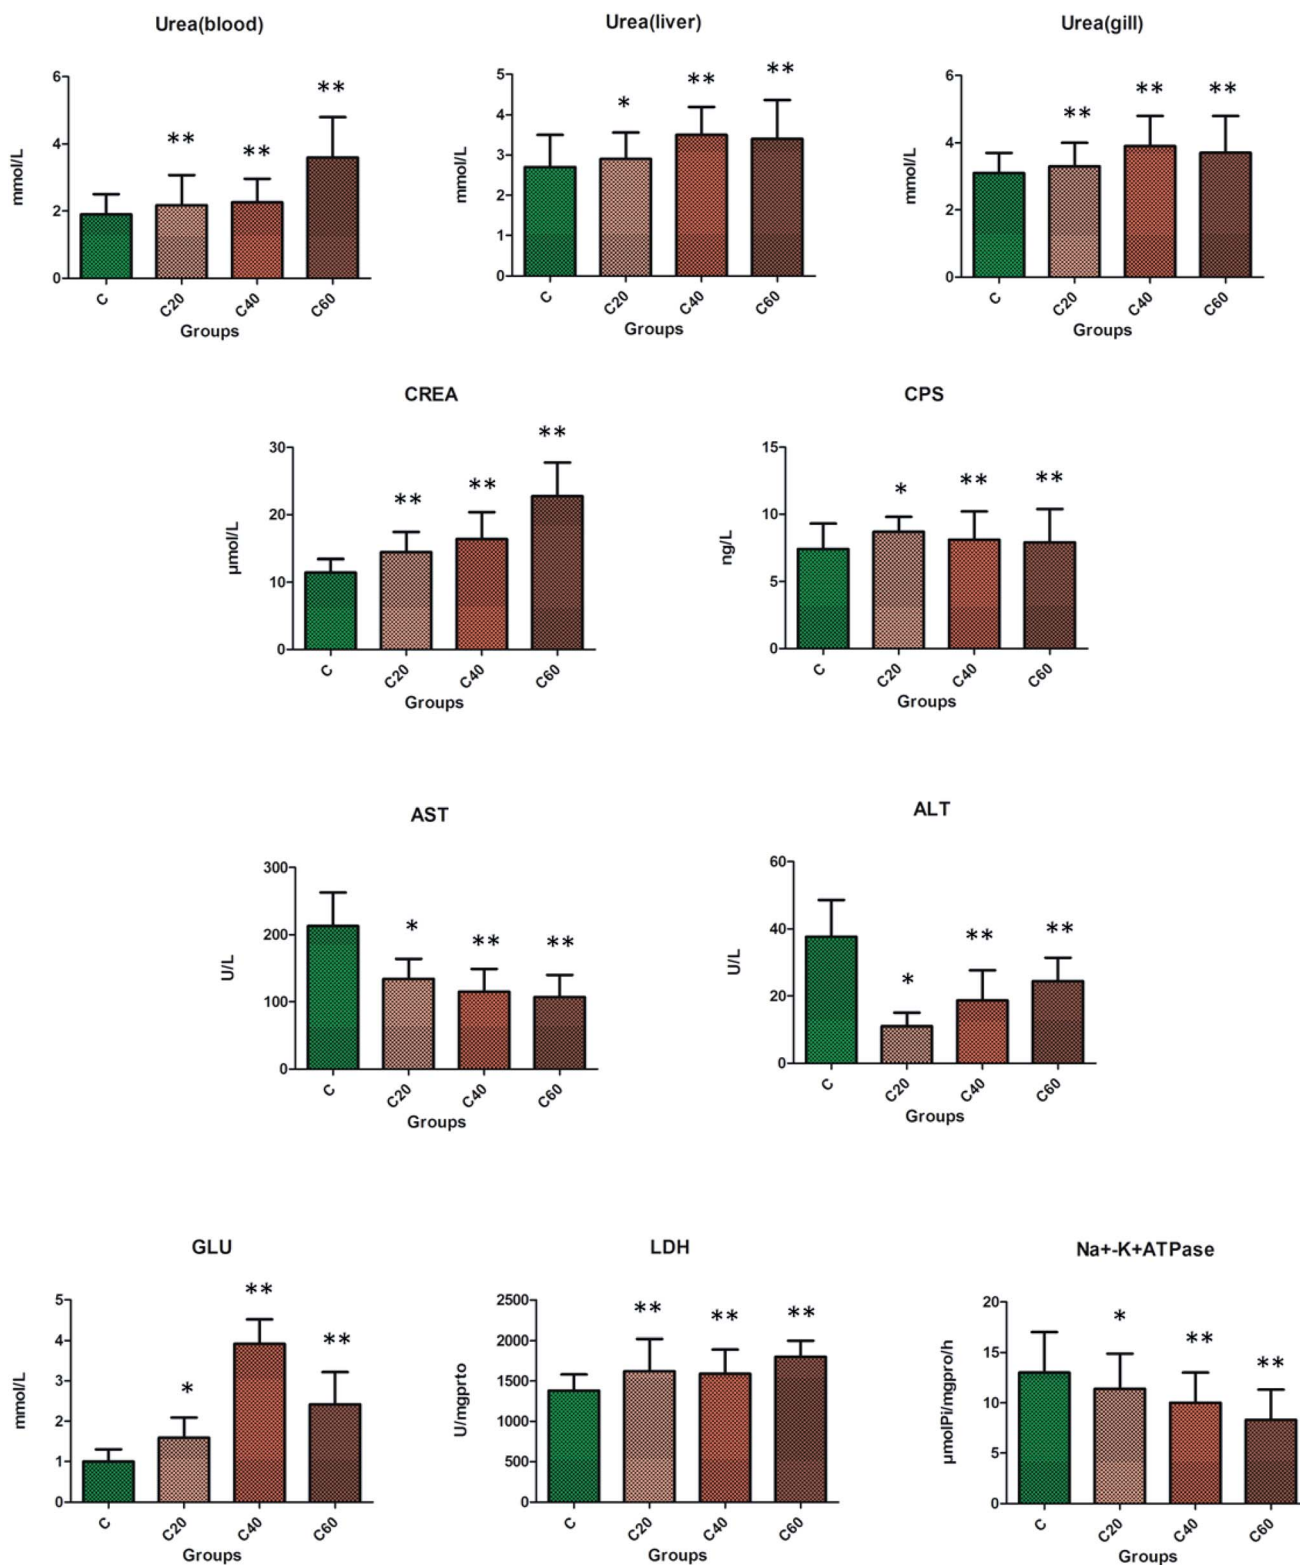 Urea(blood)
6
4
2
0
mmol/L
** ** **
C C20 C40 C60
Groups
Urea(liver)
5
4
3
2
1
0
mmol/L
* ** **
C C20 C40 C60
Groups
Urea(gill)
6
4
2
0
mmol/L
** ** **
C C20 C40 C60
Groups
CREA
30
20
10
0
µmol/L
** ** **
C C20 C40 C60
Groups
CPS
15
10
5
0
ng/L
* ** **
C C20 C40 C60
Groups
AST
300
200
100
0
U/L
* ** **
C C20 C40 C60
Groups
ALT
60
40
20
0
U/L
* ** **
C C20 C40 C60
Groups
GLU
5
4
3
2
1
0
mmol/L
* ** **
C C20 C40 C60
Groups
LDH
2500
2000
1500
1000
500
0
U/mgprto
** ** **
C C20 C40 C60
Groups
Na+-K+ATPase
20
15
10
5
0
µmolPi/mgpro/h
* ** **
C C20 C40 C60
Groups